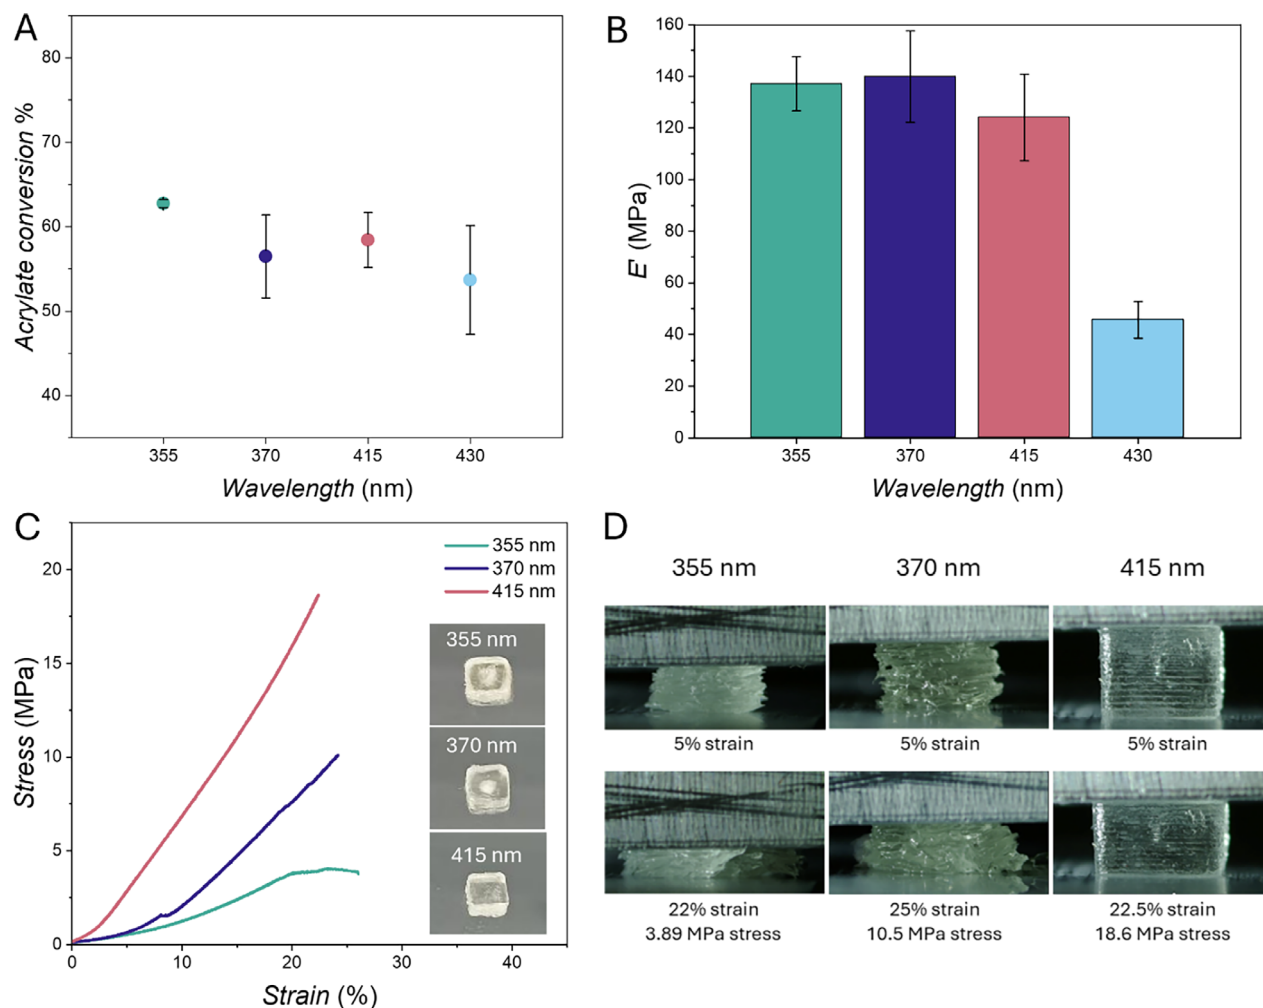 A
80
70
60
50
40
Acrylate conversion %
355
370
415
430
Wavelength (nm)
B
160
140
120
100
80
60
40
20
0
E' (MPa)
355
370
415
430
Wavelength (nm)
C
20
15
10
5
0
Stress (MPa)
355 nm
370 nm
415 nm
355 nm
370 nm
415 nm
0
10
20
30
40
Strain (%)
D
355 nm
370 nm
415 nm
5% strain
5% strain
5% strain
22% strain
3.89 MPa stress
25% strain
10.5 MPa stress
22.5% strain
18.6 MPa stress